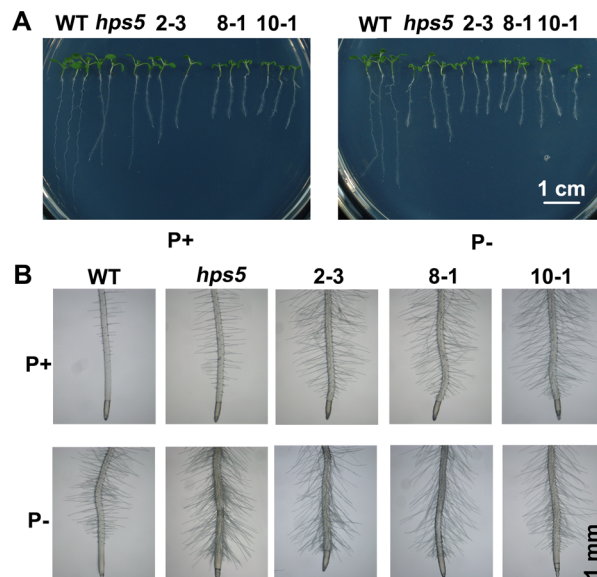 A
WT hps5 2-3 8-1 10-1 WT hps5 2-3 8-1 10-1
1 cm
P+ P-
B
WT hps5 2-3 8-1 10-1
P+
P-
1 mm